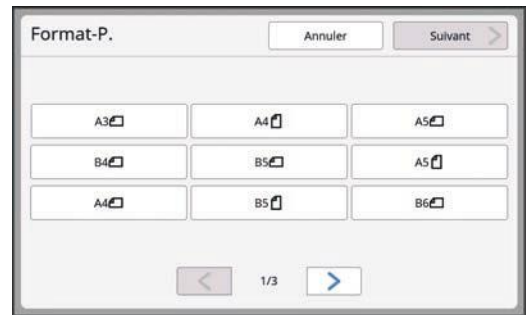 Format-P. Annuler Suivant
A3 A4 A5
B4 B5 A5
A4 B5 B6
1/3